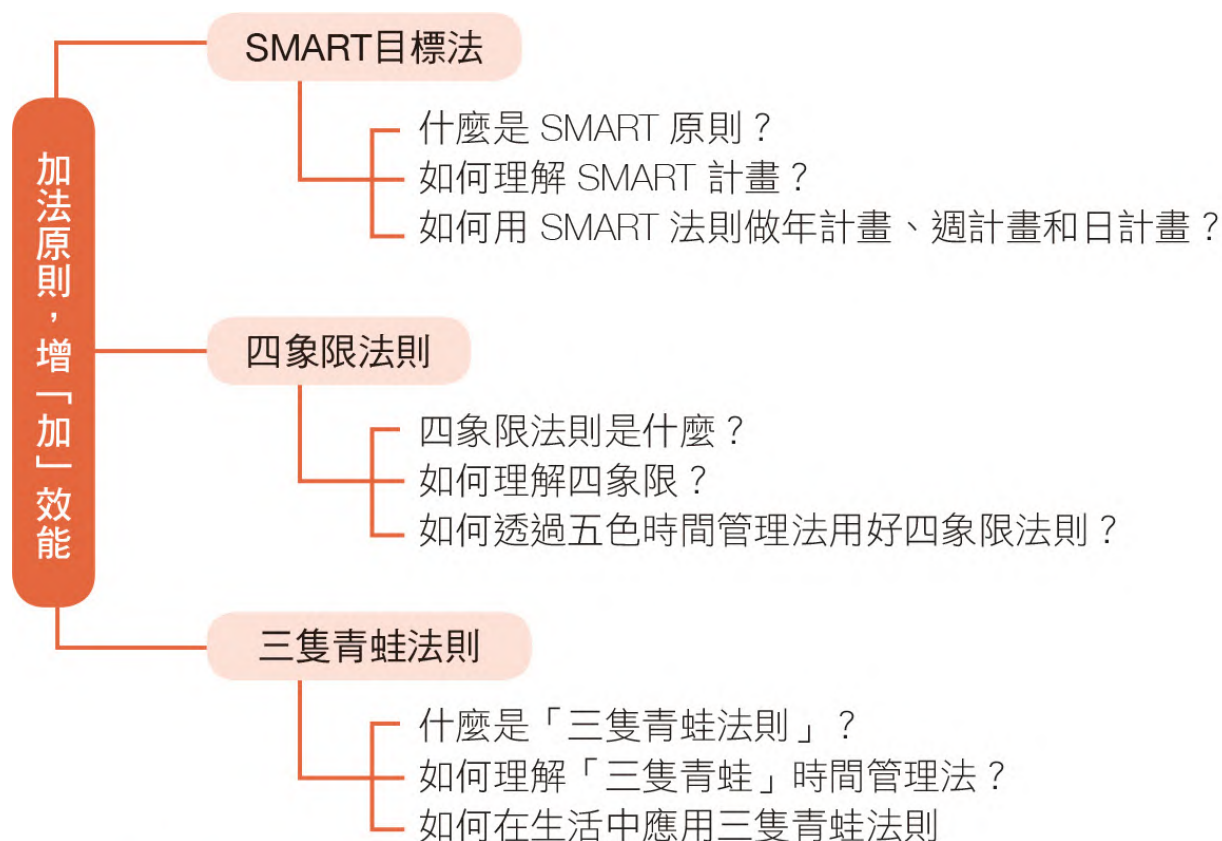 加法原則，增「加」效能
SMART目標法
什麼是 SMART 原則？
如何理解 SMART 計畫？
如何用 SMART 法則做年計畫、週計畫和日計畫？
四象限法則
四象限法則是什麼？
如何理解四象限？
如何透過五色時間管理法用好四象限法則？
三隻青蛙法則
什麼是「三隻青蛙法則」？
如何理解「三隻青蛙」時間管理法？
如何在生活中應用三隻青蛙法則